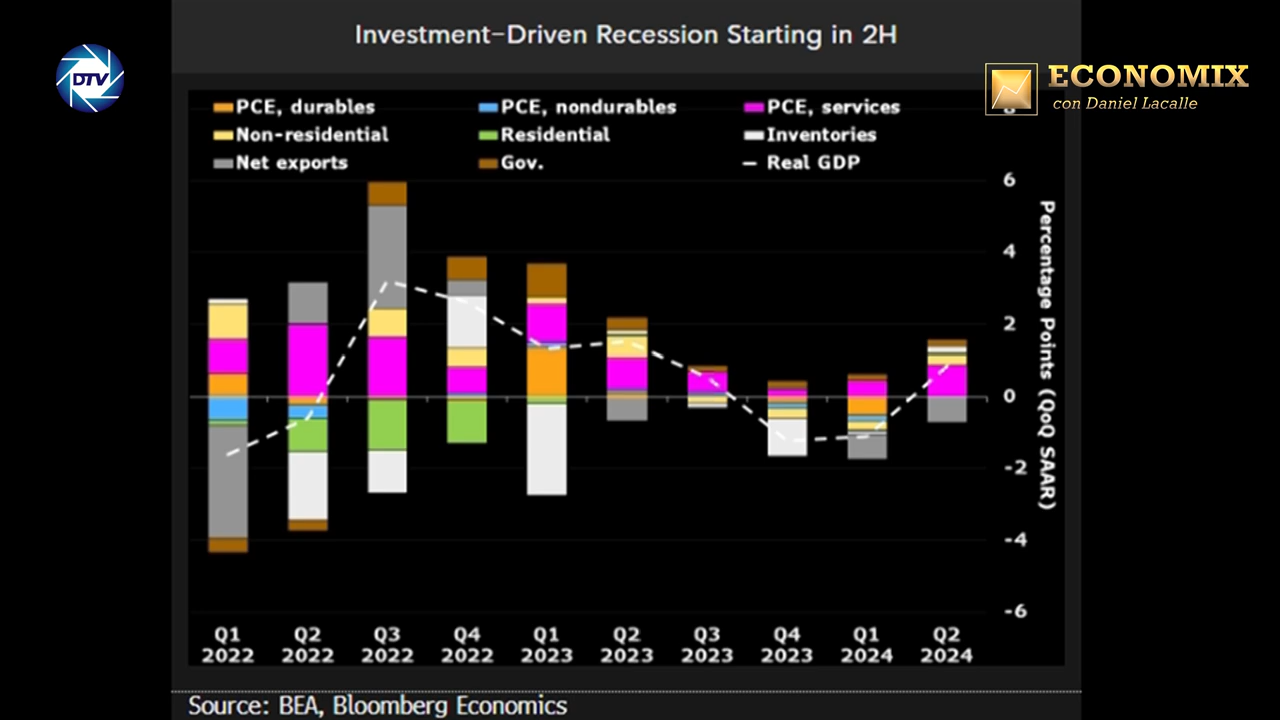 Investment-Driven Recession Starting in 2H
DTV
ECONOMIX
con Daniel Lacalle
PCE, durables PCE, nondurables PCE, services
Non-residential Residential Inventories
Net exports Gov. Real GDP
8
6
4
2
0
-2
-4
-6
Percentage Points (QoQ SAAR)
Q1 Q2 Q3 Q4 Q1 Q2 Q3 Q4 Q1 Q2
2022 2022 2022 2022 2023 2023 2023 2023 2024 2024
Source: BEA, Bloomberg Economics